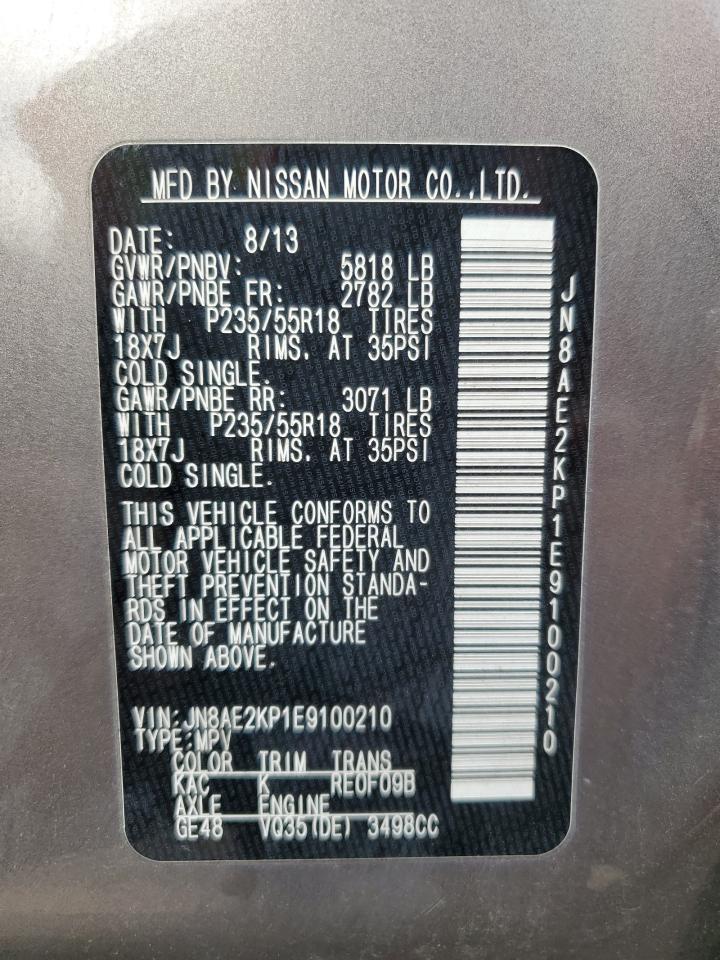 MFD BY NISSAN MOTOR CO.,LTD.
DATE: 8/13
GVWR/PNBV: 5818 LB
GAWR/PNBE FR: 2782 LB
WITH P235/55R18 TIRES
18X7J RIMS. AT 35PSI
COLD SINGLE.
GAWR/PNBE RR: 3071 LB
WITH P235/55R18 TIRES
18X7J RIMS. AT 35PSI
COLD SINGLE.
THIS VEHICLE CONFORMS TO
ALL APPLICABLE FEDERAL
MOTOR VEHICLE SAFETY AND
THEFT PREVENTION STANDA-
RDS IN EFFECT ON THE
DATE OF MANUFACTURE
SHOWN ABOVE.
VIN:JN8AE2KP1E9100210
TYPE:MPV
COLOR TRIM TRANS
KAC K RE0F09B
AXLE ENGINE
GE48 VQ35(DE) 3498CC
JN8AE2KP1E9100210